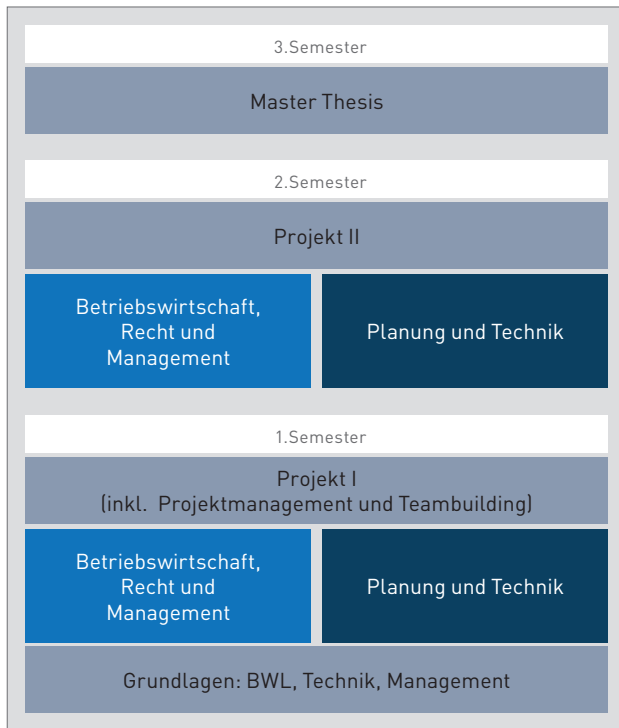 3.Semester
Master Thesis
2.Semester
Projekt II
Betriebswirtschaft,
Recht und
Management
Planung und Technik
1.Semester
Projekt I
(inkl. Projektmanagement und Teambuilding)
Betriebswirtschaft,
Recht und
Management
Planung und Technik
Grundlagen: BWL, Technik, Management